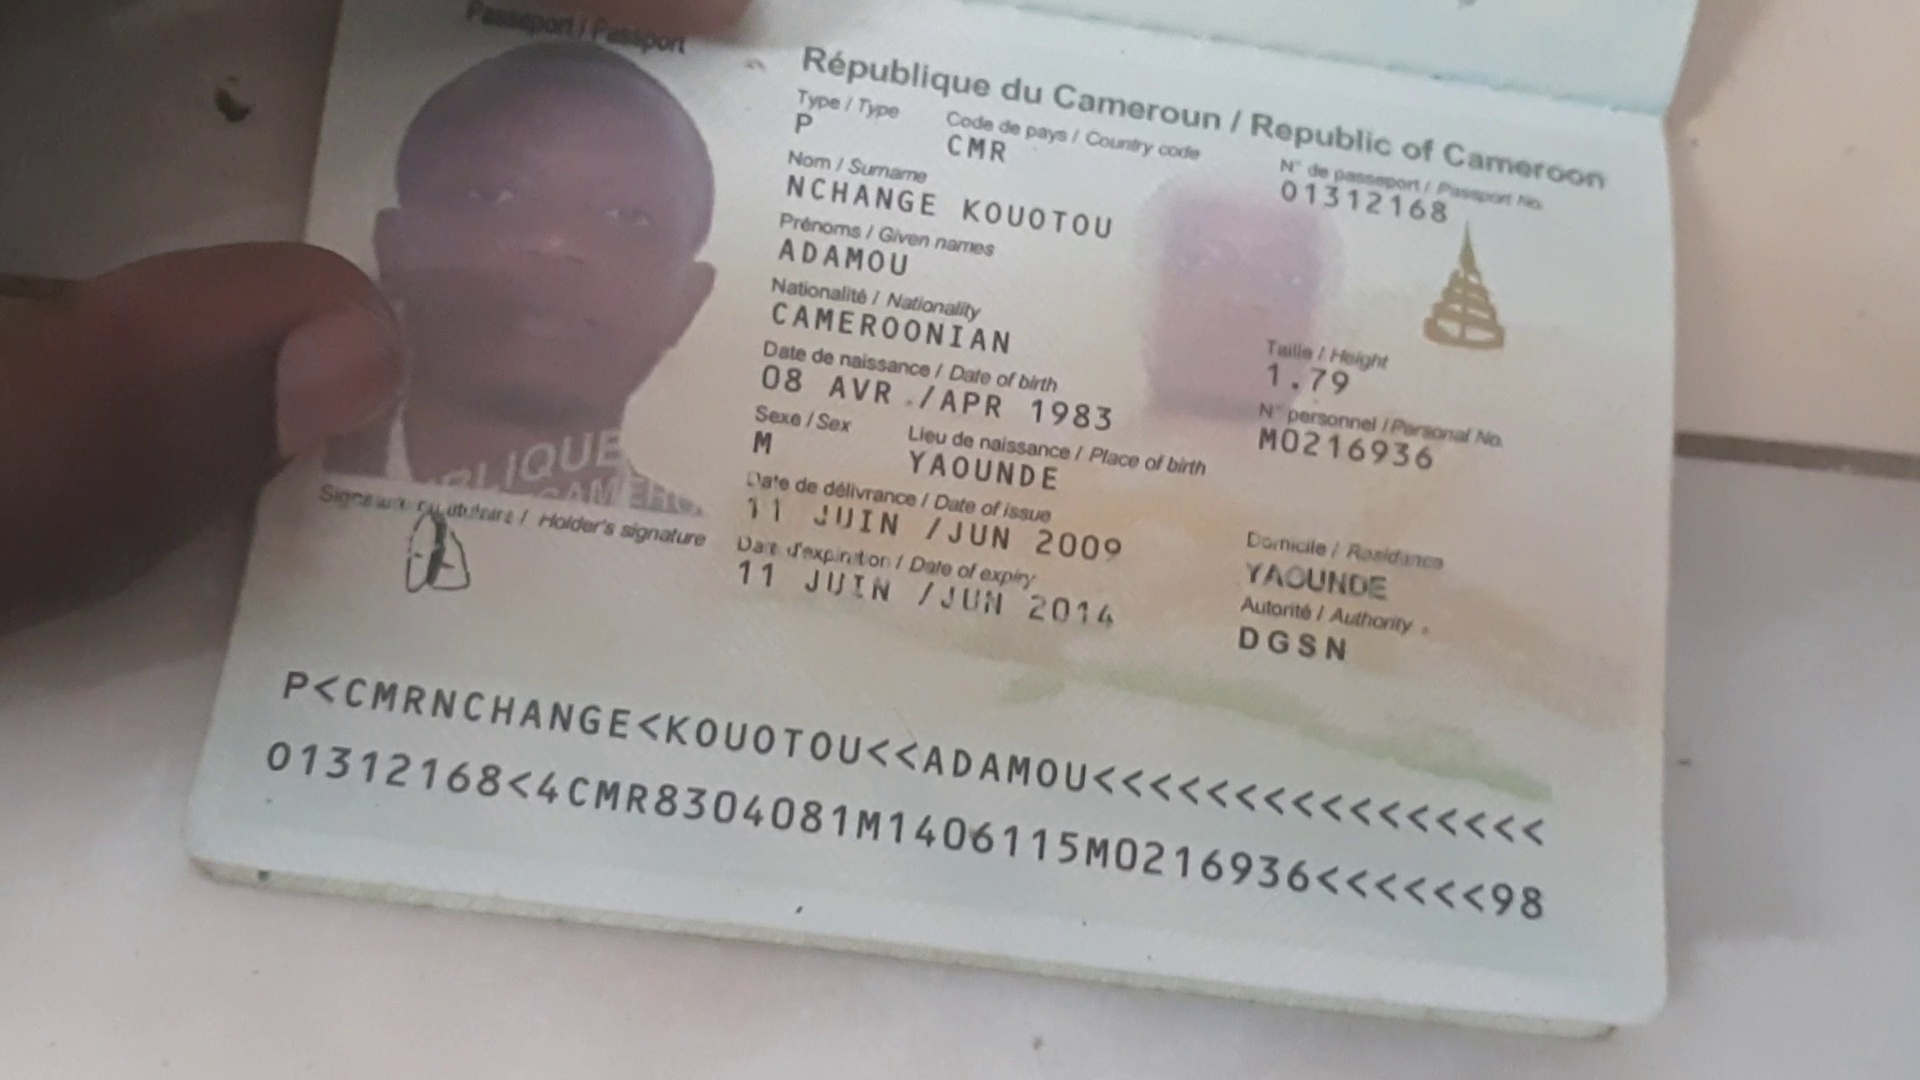 Passeport / Passport
République du Cameroun / Republic of Cameroon
Type / Type
P
Code de pays / Country code
CMR
N° de passeport / Passport No.
01312168
Nom / Surname
NCHANGE KOUOTOU
Prénoms / Given names
ADAMOU
Nationalité / Nationality
CAMEROONIAN
Date de naissance / Date of birth
08 AVR./APR 1983
Taille / Height
1.79
Sexe / Sex
M
Lieu de naissance / Place of birth
YAOUNDE
N° personnel / Personal No.
M0216936
Date de délivrance / Date of issue
11 JUIN /JUN 2009
Date d'expiration / Date of expiry
11 JUIN /JUN 2014
Domicile / Residence
YAOUNDE
Autorité / Authority
DGSN
BLIQUE
CAMER
Signature du titulaire / Holder's signature
P<CMRNCHANGE<KOUOTOU<<ADAMOU<<<<<<<<<<<<<<<<
01312168<4CMR8304081M1406115M0216936<<<<<<98